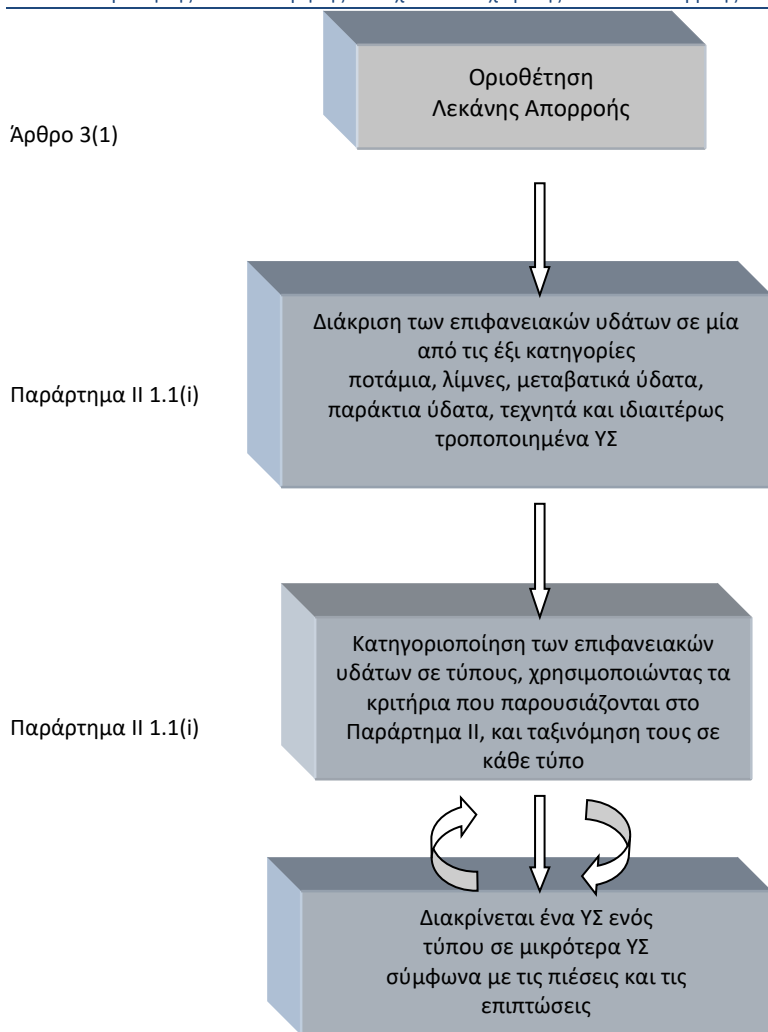 Οριοθέτηση
Λεκάνης Απορροής
Άρθρο 3(1)
Διάκριση των επιφανειακών υδάτων σε μία
από τις έξι κατηγορίες
ποτάμια, λίμνες, μεταβατικά ύδατα,
παράκτια ύδατα, τεχνητά και ιδιαιτέρως
τροποποιημένα ΥΣ
Παράρτημα ΙΙ 1.1(i)
Κατηγοριοποίηση των επιφανειακών
υδάτων σε τύπους, χρησιμοποιώντας τα
κριτήρια που παρουσιάζονται στο
Παράρτημα ΙΙ, και ταξινόμηση τους σε
κάθε τύπο
Παράρτημα ΙΙ 1.1(i)
Διακρίνεται ένα ΥΣ ενός
τύπου σε μικρότερα ΥΣ
σύμφωνα με τις πιέσεις και τις
επιπτώσεις